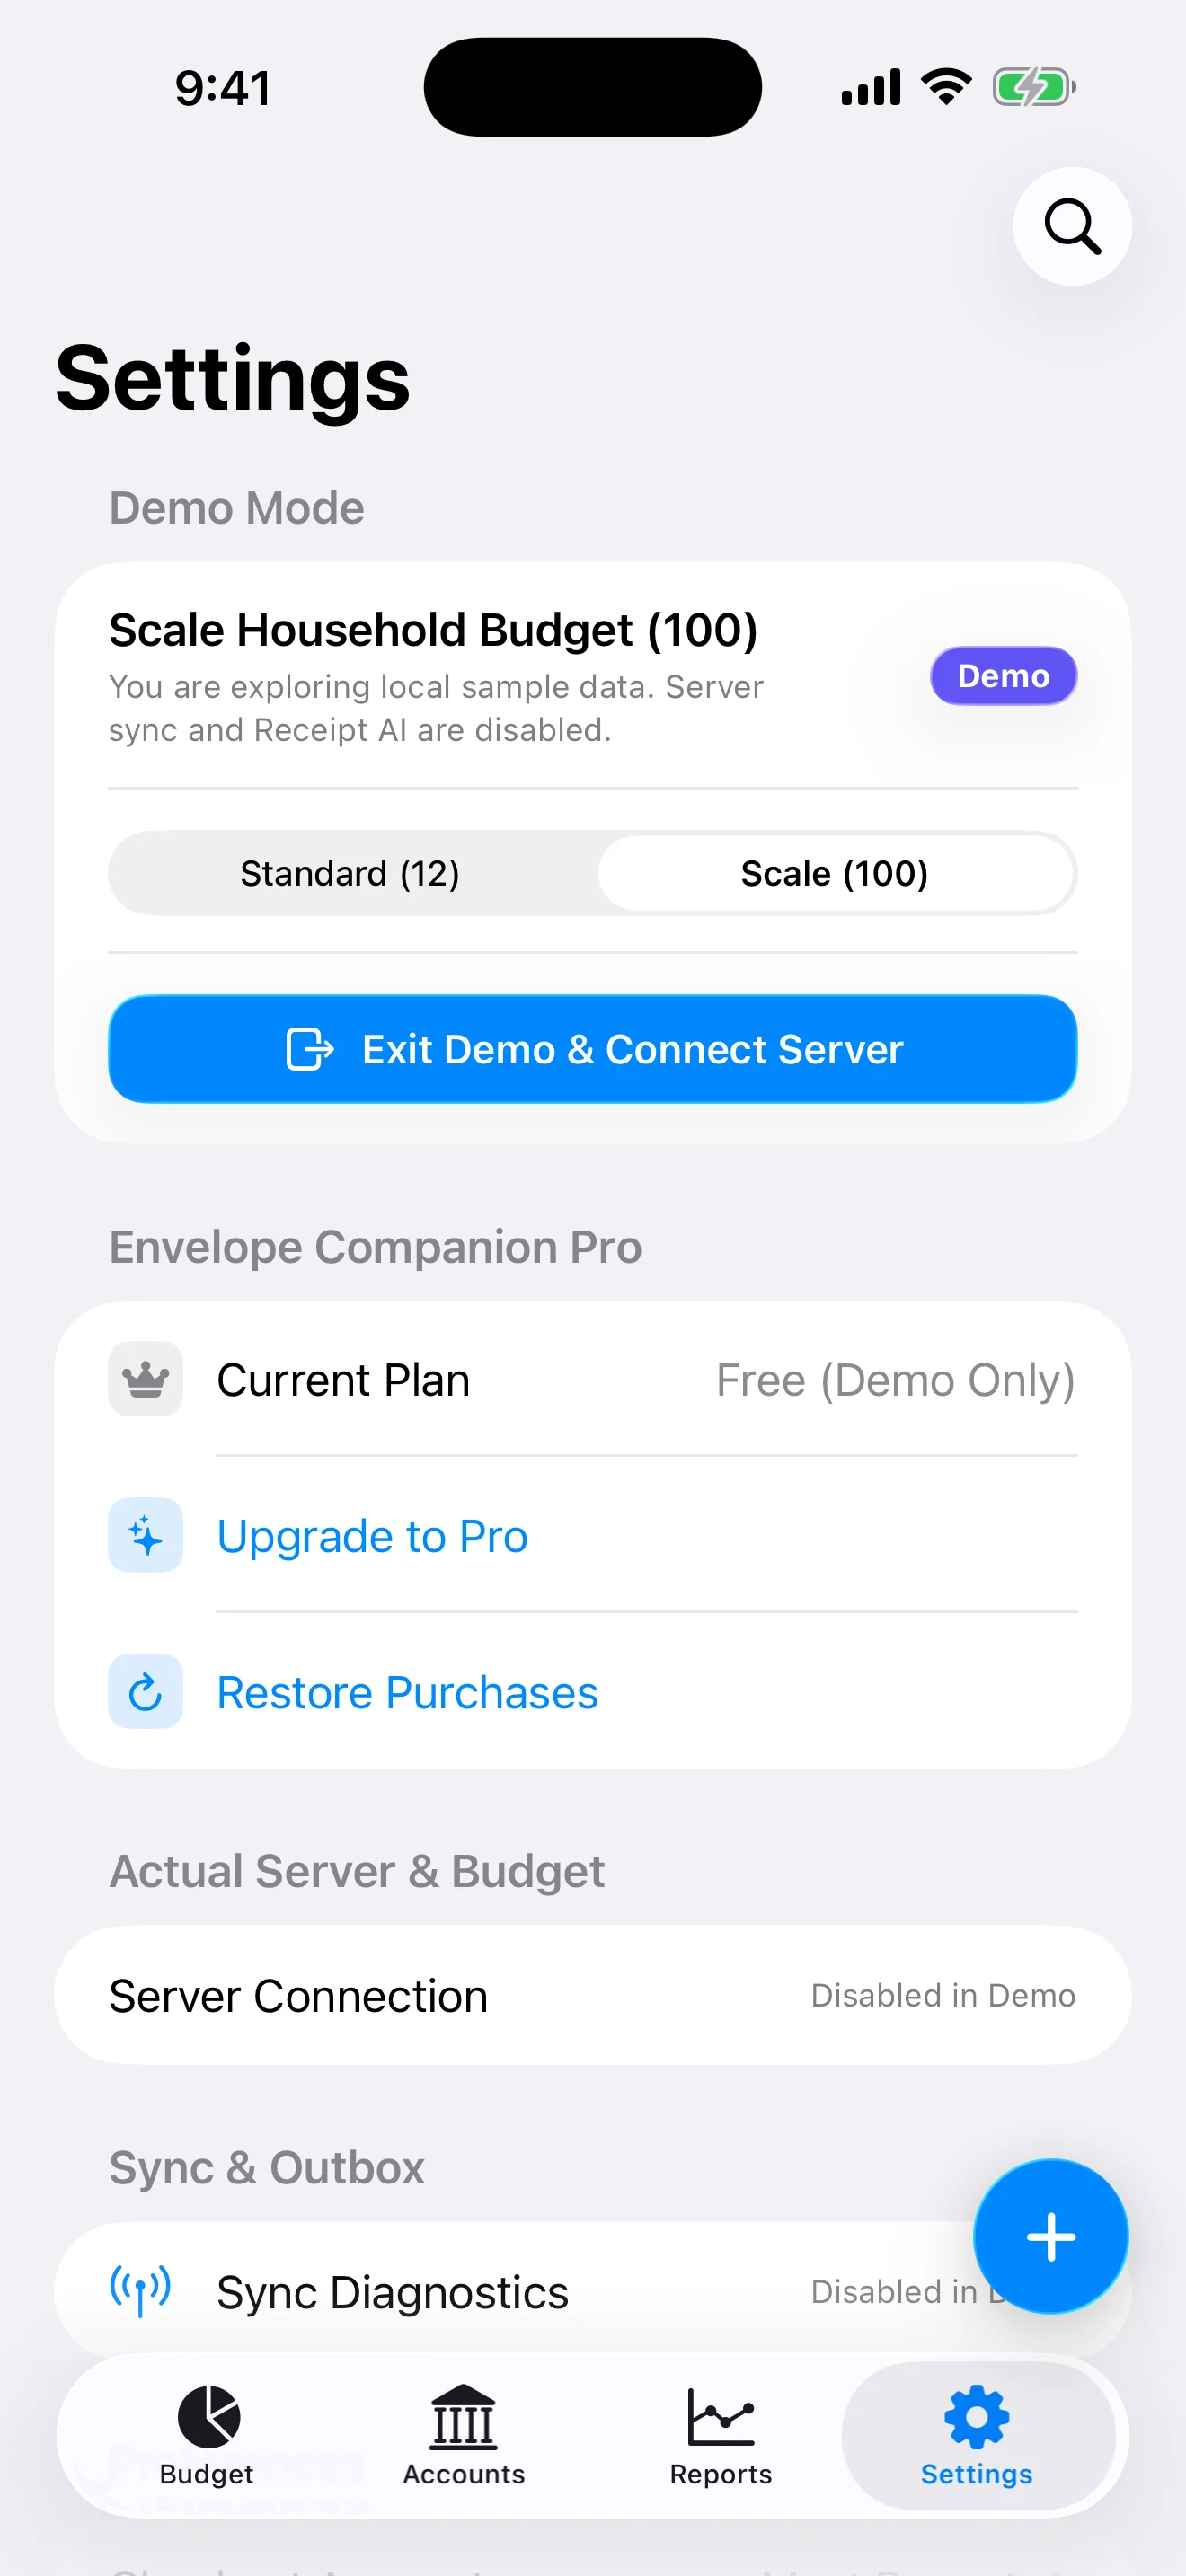 9:41
Settings
Demo Mode
Scale Household Budget (100)
You are exploring local sample data. Server
sync and Receipt AI are disabled.
Demo
Standard (12)
Scale (100)
Exit Demo & Connect Server
Envelope Companion Pro
Current Plan
Free (Demo Only)
Upgrade to Pro
Restore Purchases
Actual Server & Budget
Server Connection
Disabled in Demo
Sync & Outbox
Sync Diagnostics
Disabled in
Preferences
Budget
Accounts
Reports
Settings